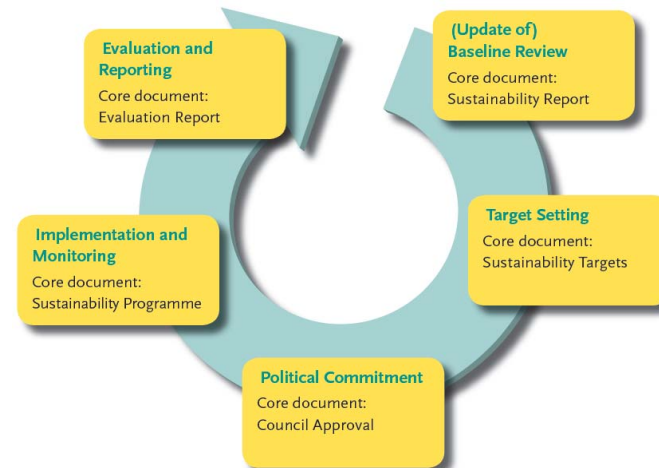 (Update of)
Baseline Review
Core document:
Sustainability Report
Target Setting
Core document:
Sustainability Targets
Political Commitment
Core document:
Council Approval
Implementation and
Monitoring
Core document:
Sustainability Programme
Evaluation and
Reporting
Core document:
Evaluation Report